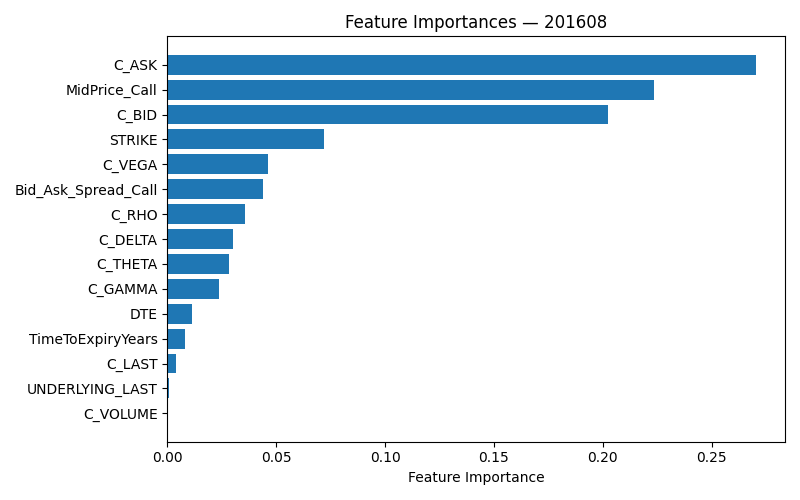 Feature Importances — 201608
C_ASK
MidPrice_Call
C_BID
STRIKE
C_VEGA
Bid_Ask_Spread_Call
C_RHO
C_DELTA
C_THETA
C_GAMMA
DTE
TimeToExpiryYears
C_LAST
UNDERLYING_LAST
C_VOLUME
0.00 0.05 0.10 0.15 0.20 0.25
Feature Importance